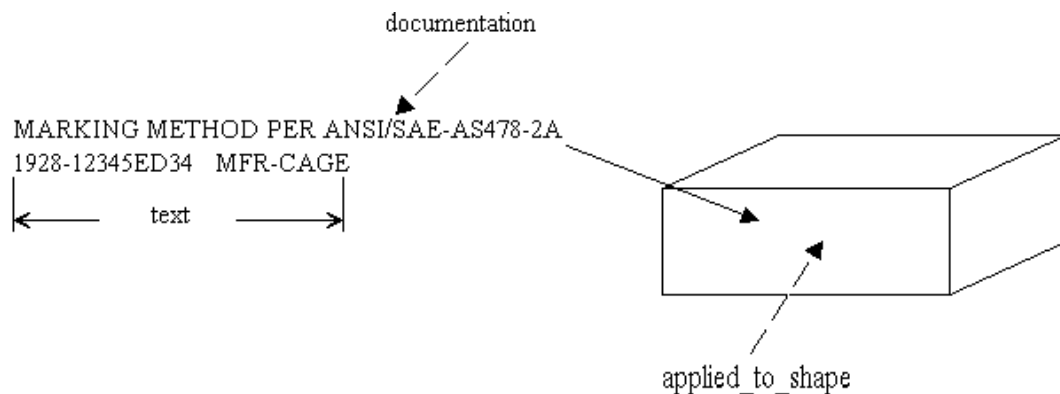 documentation
MARKING METHOD PER ANSI/SAE-AS478-2A
1928-12345ED34 MFR-CAGE
text
applied_to_shape